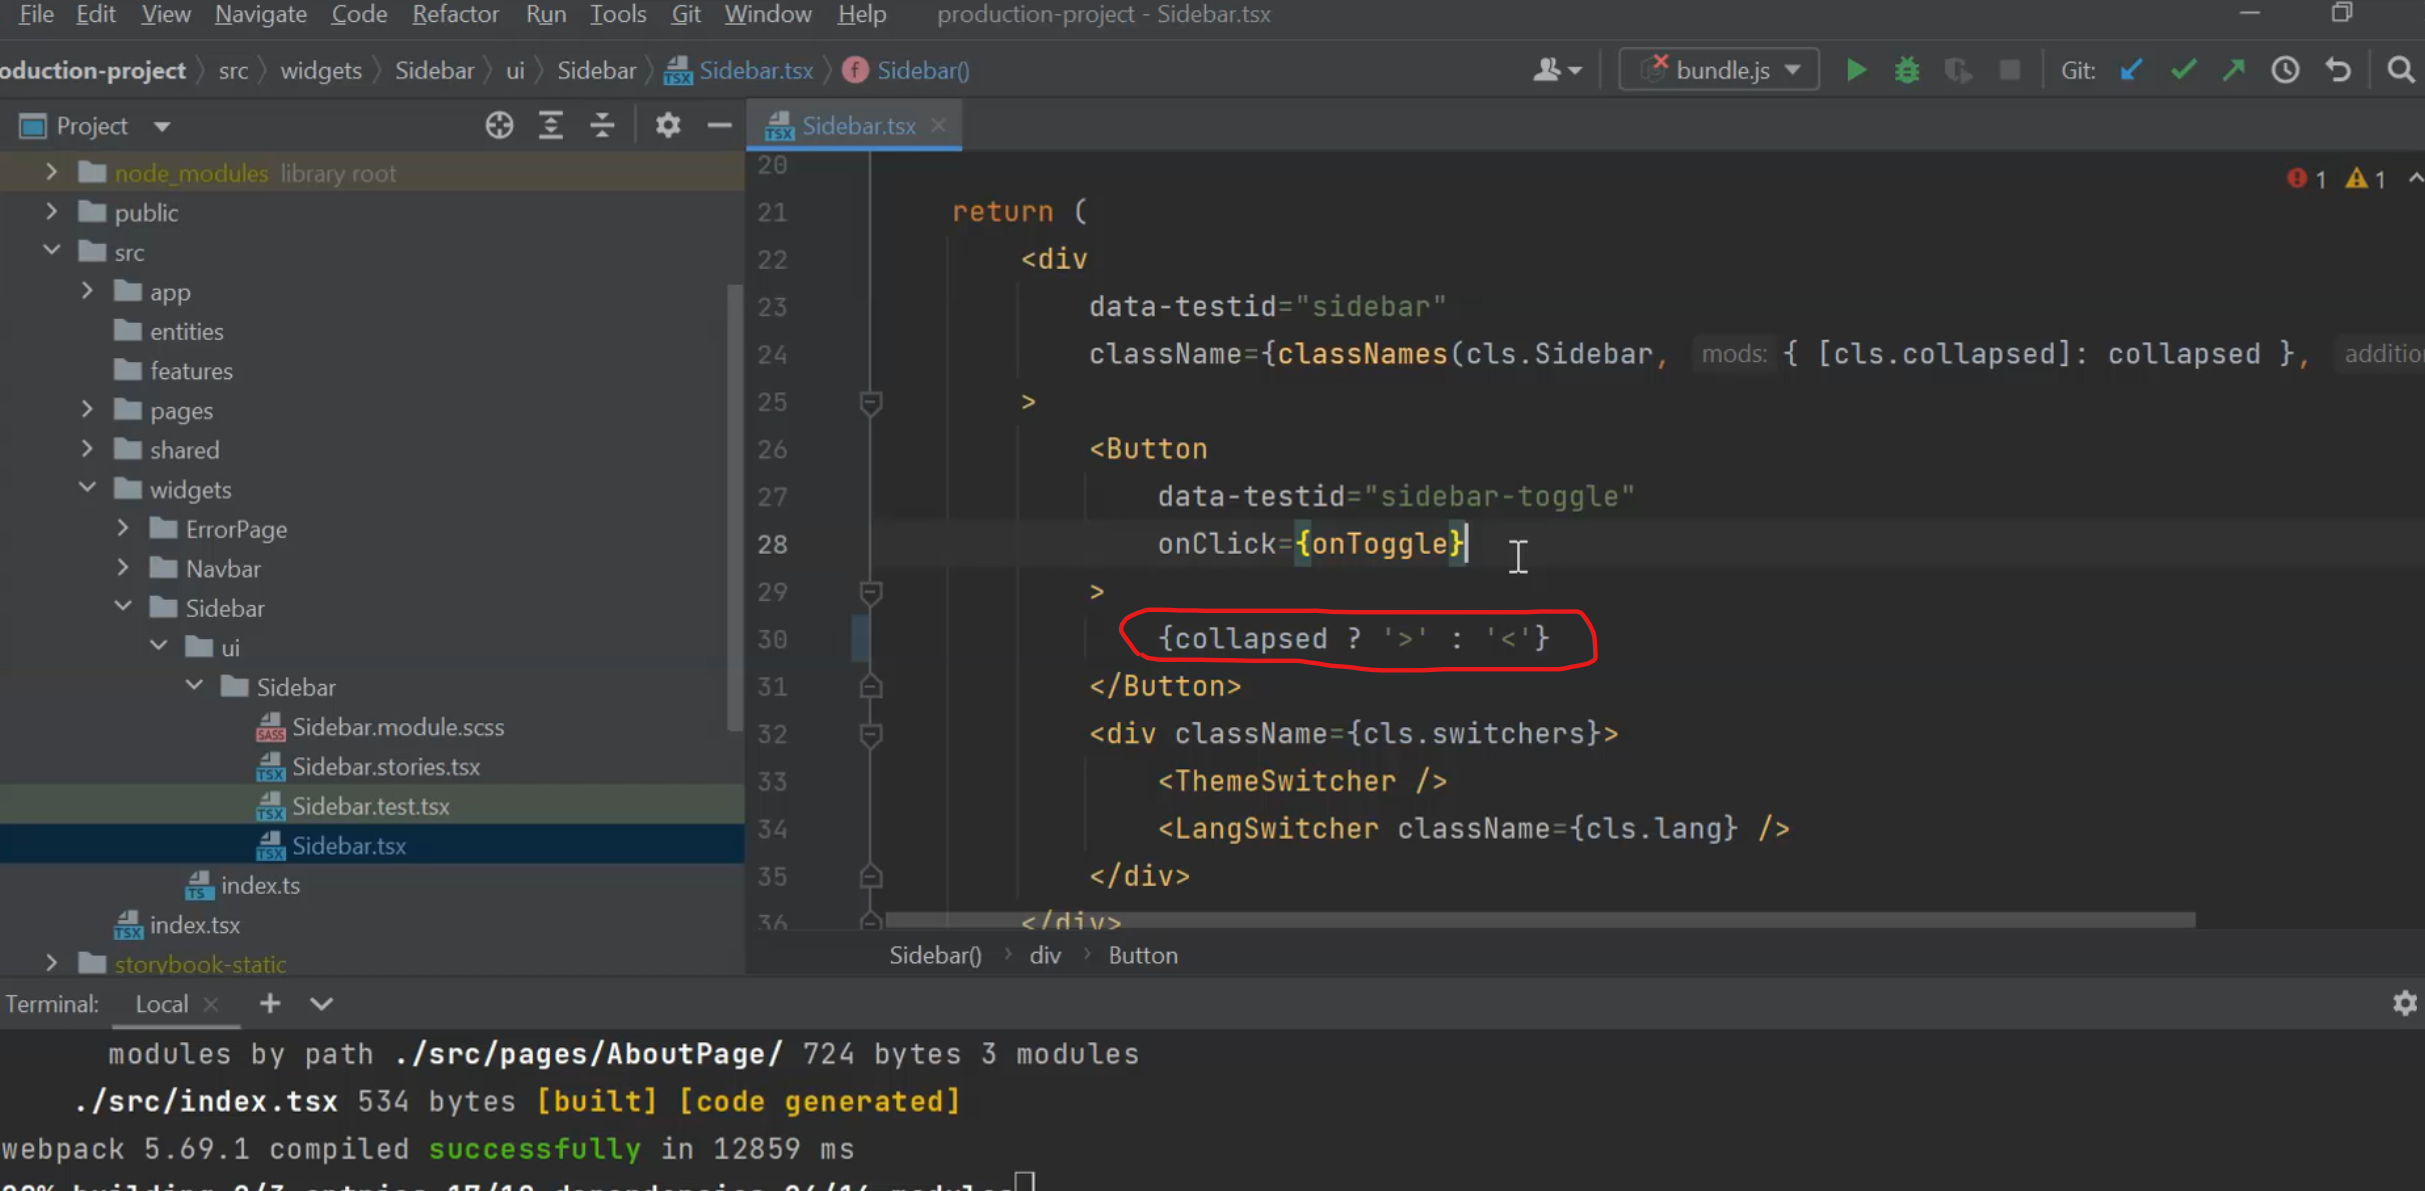 File Edit View Navigate Code Refactor Run Tools Git Window Help production-project - Sidebar.tsx
oduction-project src widgets Sidebar ui Sidebar Sidebar.tsx Sidebar() bundle.js Git:
Project
Sidebar.tsx
node_modules library root
public
src
app
entities
features
pages
shared
widgets
ErrorPage
Navbar
Sidebar
ui
Sidebar
Sidebar.module.scss
Sidebar.stories.tsx
Sidebar.test.tsx
Sidebar.tsx
index.ts
index.tsx
storybook-static
1 1
20
21 return (
22 <div
23 data-testid="sidebar"
24 className={classNames(cls.Sidebar, mods: { [cls.collapsed]: collapsed }, additio
25 >
26 <Button
27 data-testid="sidebar-toggle"
28 onClick={onToggle}
29 >
30 {collapsed ? '>' : '<'}
31 </Button>
32 <div className={cls.switchers}>
33 <ThemeSwitcher />
34 <LangSwitcher className={cls.lang} />
35 </div>
36 </div>
Sidebar() div Button
Terminal: Local
modules by path ./src/pages/AboutPage/ 724 bytes 3 modules
./src/index.tsx 534 bytes [built] [code generated]
webpack 5.69.1 compiled successfully in 12859 ms
building entries dependencies modules